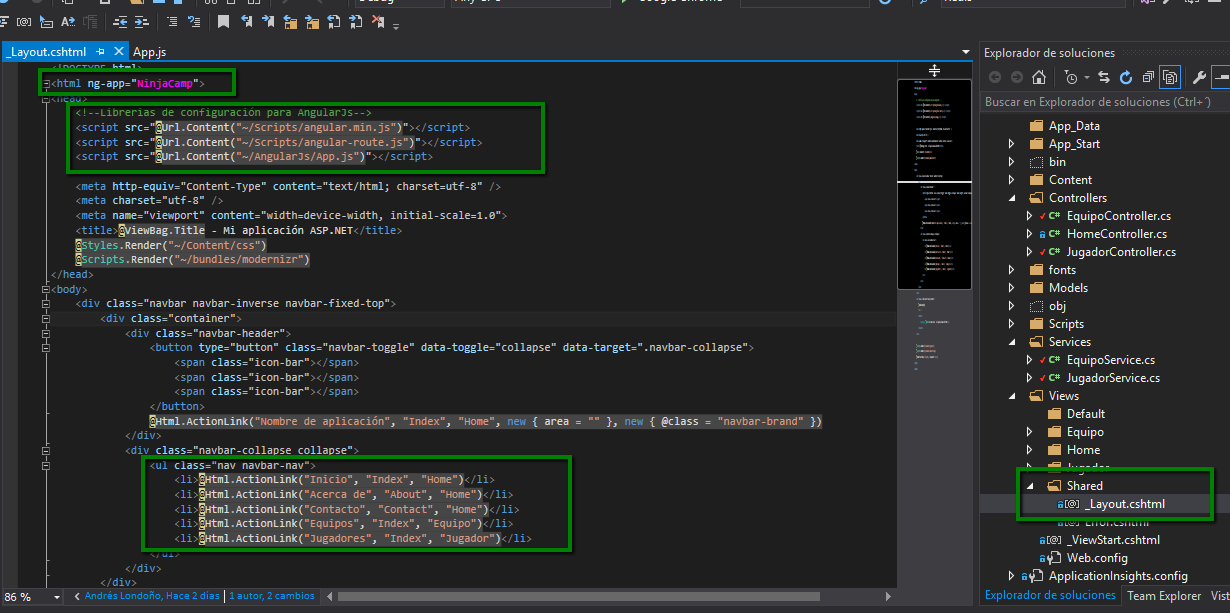 _Layout.cshtml
App.js
<html ng-app="NinjaCamp">
<head>
<!--Librerias de configuración para AngularJs-->
<script src="@Url.Content("~/Scripts/angular.min.js")"></script>
<script src="@Url.Content("~/Scripts/angular-route.js")"></script>
<script src="@Url.Content("~/AngularJs/App.js")"></script>
<meta http-equiv="Content-Type" content="text/html; charset=utf-8" />
<meta charset="utf-8" />
<meta name="viewport" content="width=device-width, initial-scale=1.0">
<title>@ViewBag.Title - Mi aplicación ASP.NET</title>
@Styles.Render("~/Content/css")
@Scripts.Render("~/bundles/modernizr")
</head>
<body>
<div class="navbar navbar-inverse navbar-fixed-top">
<div class="container">
<div class="navbar-header">
<button type="button" class="navbar-toggle" data-toggle="collapse" data-target=".navbar-collapse">
<span class="icon-bar"></span>
<span class="icon-bar"></span>
<span class="icon-bar"></span>
</button>
@Html.ActionLink("Nombre de aplicación", "Index", "Home", new { area = "" }, new { @class = "navbar-brand" })
</div>
<div class="navbar-collapse collapse">
<ul class="nav navbar-nav">
<li>@Html.ActionLink("Inicio", "Index", "Home")</li>
<li>@Html.ActionLink("Acerca de", "About", "Home")</li>
<li>@Html.ActionLink("Contacto", "Contact", "Home")</li>
<li>@Html.ActionLink("Equipos", "Index", "Equipo")</li>
<li>@Html.ActionLink("Jugadores", "Index", "Jugador")</li>
</ul>
</div>
</div>
86 %
Andrés Londoño, Hace 2 días | 1 autor, 2 cambios
Explorador de soluciones
Buscar en Explorador de soluciones (Ctrl+´)
App_Data
App_Start
bin
Content
Controllers
C# EquipoController.cs
C# HomeController.cs
C# JugadorController.cs
fonts
Models
obj
Scripts
Services
C# EquipoService.cs
C# JugadorService.cs
Views
Default
Equipo
Home
Jugador
Shared
[@] _Layout.cshtml
[@] Error.cshtml
[@] _ViewStart.cshtml
Web.config
ApplicationInsights.config
Explorador de soluciones
Team Explorer
Vist